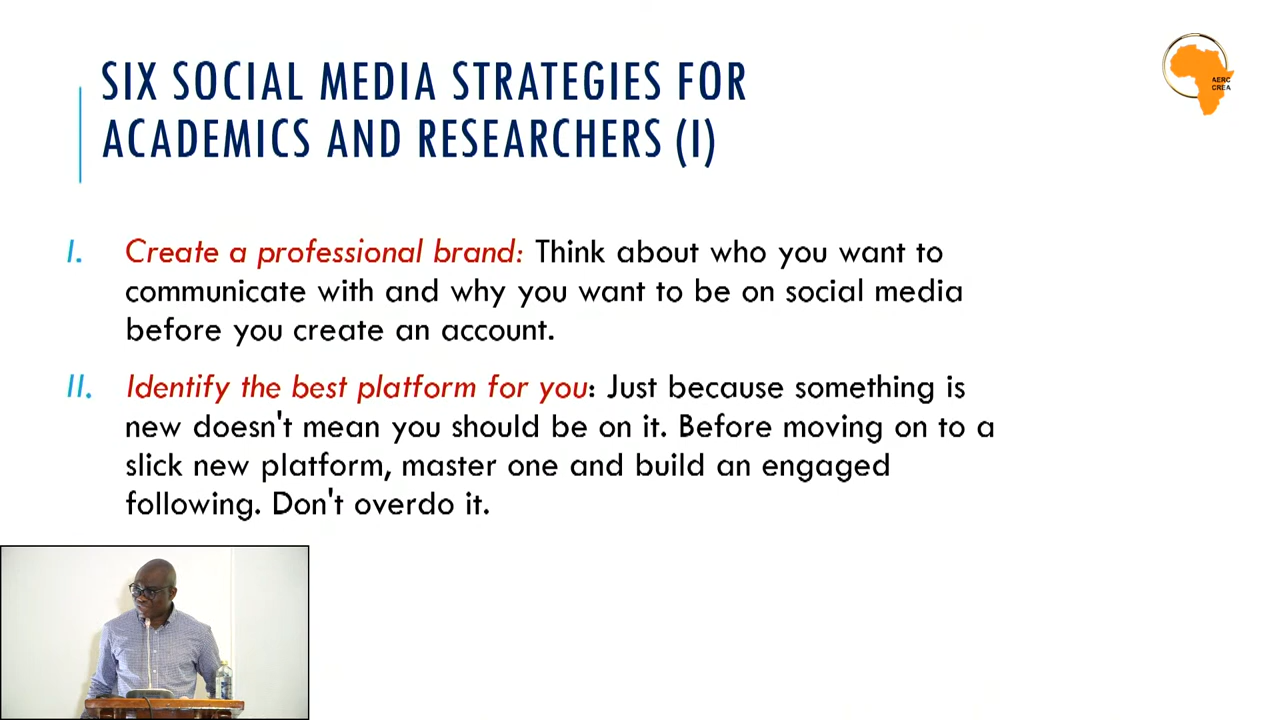 SIX SOCIAL MEDIA STRATEGIES FOR
ACADEMICS AND RESEARCHERS (I)
AERC
CREA
I. Create a professional brand: Think about who you want to
communicate with and why you want to be on social media
before you create an account.
II. Identify the best platform for you: Just because something is
new doesn't mean you should be on it. Before moving on to a
slick new platform, master one and build an engaged
following. Don't overdo it.